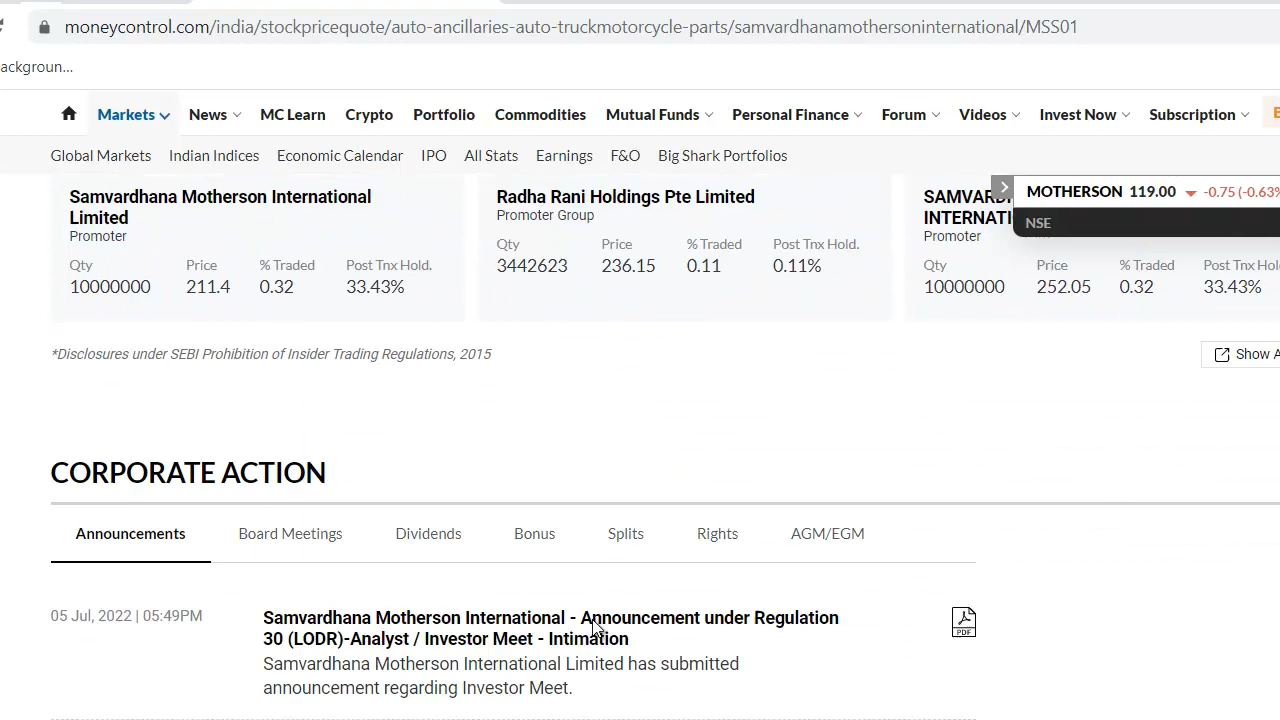 moneycontrol.com/india/stockpricequote/auto-ancillaries-auto-truckmotorcycle-parts/samvardhanamothersoninternational/MSS01
ackgroun...
Markets News MC Learn Crypto Portfolio Commodities Mutual Funds Personal Finance Forum Videos Invest Now Subscription
Global Markets Indian Indices Economic Calendar IPO All Stats Earnings F&O Big Shark Portfolios
MOTHERSON 119.00 -0.75 (-0.63%
NSE
Samvardhana Motherson International
Limited
Promoter
Qty Price % Traded Post Tnx Hold.
10000000 211.4 0.32 33.43%
Radha Rani Holdings Pte Limited
Promoter Group
Qty Price % Traded Post Tnx Hold.
3442623 236.15 0.11 0.11%
SAMVARD
INTERNATI
Promoter
Qty Price % Traded Post Tnx Hol
10000000 252.05 0.32 33.43%
*Disclosures under SEBI Prohibition of Insider Trading Regulations, 2015
Show A
CORPORATE ACTION
Announcements Board Meetings Dividends Bonus Splits Rights AGM/EGM
05 Jul, 2022 | 05:49PM
Samvardhana Motherson International - Announcement under Regulation
30 (LODR)-Analyst / Investor Meet - Intimation
Samvardhana Motherson International Limited has submitted
announcement regarding Investor Meet.
PDF